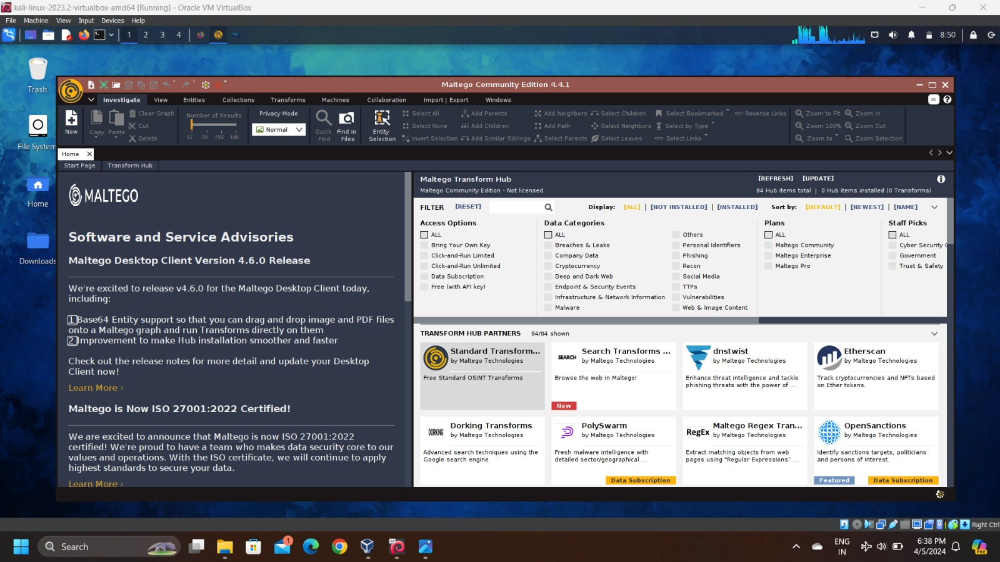 kali-linux-2023.2-virtualbox-amd64 [Running] - Oracle VM VirtualBox
File Machine View Input Devices Help
1 2 3 4 8:50
Trash
File System
Home
Downloads
Maltego Community Edition 4.4.1
Investigate View Entities Collections Transforms Machines Collaboration Import | Export Windows
New
Copy
Paste
Clear Graph
Cut
Delete
Number of Results
12 50 256 10k
Privacy Mode
Normal
Quick Find
Find in Files
Entity Selection
Select All Add Parents Add Neighbors Select Children Select Bookmarked Reverse Links Zoom to Fit Zoom In
Select None Add Children Add Path Select Neighbors Select by Type Zoom 100% Zoom Out
Invert Selection Add Similar Siblings Select Parents Select Leaves Select Links Zoom to Zoom Selection
Home
Start Page Transform Hub
MALTEGO
Software and Service Advisories
Maltego Desktop Client Version 4.6.0 Release
We're excited to release v4.6.0 for the Maltego Desktop Client today,
including:
1 Base64 Entity support so that you can drag and drop image and PDF files
onto a Maltego graph and run Transforms directly on them
2 Improvement to make Hub installation smoother and faster
Check out the release notes for more detail and update your Desktop
Client now!
Learn More ›
Maltego is Now ISO 27001:2022 Certified!
We are excited to announce that Maltego is now ISO 27001:2022
certified! We're proud to have a team who makes data security core to our
values and operations. With the ISO certificate, we will continue to apply
highest standards to secure your data.
Learn More ›
Maltego Transform Hub [REFRESH] [UPDATE]
Maltego Community Edition - Not licensed 84 Hub items total | 0 Hub items installed (0 Transforms)
FILTER [RESET] Display: [ALL] | [NOT INSTALLED] | [INSTALLED] Sort by: [DEFAULT] | [NEWEST] | [NAME]
Access Options
ALL
Bring Your Own Key
Click-and-Run Limited
Click-and-Run Unlimited
Data Subscription
Free (with API key)
Data Categories
ALL
Breaches & Leaks
Company Data
Cryptocurrency
Deep and Dark Web
Endpoint & Security Events
Infrastructure & Network Information
Malware
Others
Personal Identifiers
Phishing
Recon
Social Media
TTPs
Vulnerabilities
Web & Image Content
Plans
ALL
Maltego Community
Maltego Enterprise
Maltego Pro
Staff Picks
ALL
Cyber Security
Government
Trust & Safety
TRANSFORM HUB PARTNERS 84/84 shown
Standard Transform...
by Maltego Technologies
Free Standard OSINT Transforms
SEARCH
Search Transforms ...
by Maltego Technologies
Browse the web in Maltego!
New
dnstwist
by Maltego Technologies
Enhance threat intelligence and tackle
phishing threats with the power of ...
Etherscan
by Maltego Technologies
Track cryptocurrencies and NFTs based
on Ether tokens.
DORKING
Dorking Transforms
by Maltego Technologies
Advanced search techniques using the
Google search engine.
PolySwarm
by Maltego Technologies
Fresh malware intelligence with
detailed sector/geographical ...
Data Subscription
RegEx
Maltego Regex Tran...
by Maltego Technologies
Extract matching objects from web
pages using "Regular Expressions" ...
OpenSanctions
by Maltego Technologies
Identify sanctions targets, politicians
and persons of interest.
Featured Data Subscription
Right Ctrl
Search
1
ENG
IN
6:38 PM
4/5/2024
PRE